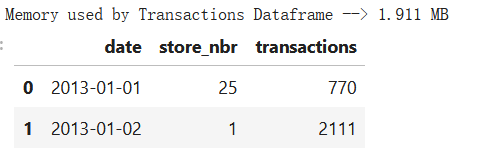 Memory used by Transactions Dataframe --> 1.911 MB
:
date store_nbr transactions
0 2013-01-01 25 770
1 2013-01-02 1 2111